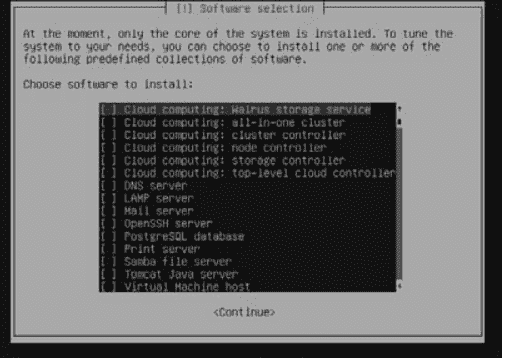 [!] Software selection
At the moment, only the core of the system is installed. To tune the
system to your needs, you can choose to install one or more of the
following predefined collections of software.
Choose software to install:
[ ] Cloud computing: Walrus storage service
[ ] Cloud computing: all-in-one cluster
[ ] Cloud computing: cluster controller
[ ] Cloud computing: node controller
[ ] Cloud computing: storage controller
[ ] Cloud computing: top-level cloud controller
[ ] DNS server
[ ] LAMP server
[ ] Mail server
[ ] OpenSSH server
[ ] PostgreSQL database
[ ] Print server
[ ] Samba file server
[ ] Tomcat Java server
[ ] Virtual Machine host
<Continue>